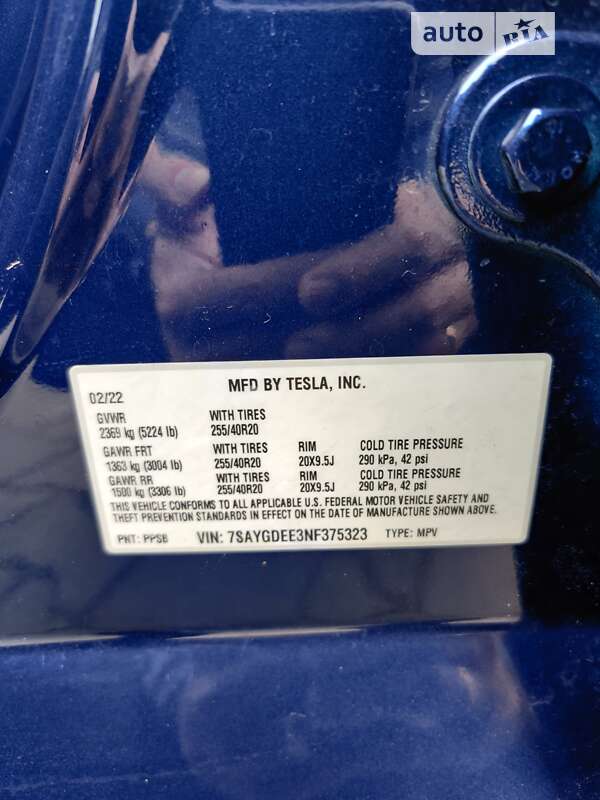 auto RIA
02/22 MFD BY TESLA, INC.
GVWR WITH TIRES
2369 kg (5224 lb) 255/40R20
GAWR FRT WITH TIRES RIM COLD TIRE PRESSURE
1363 kg (3004 lb) 255/40R20 20X9.5J 290 kPa, 42 psi
GAWR RR WITH TIRES RIM COLD TIRE PRESSURE
1500 kg (3306 lb) 255/40R20 20X9.5J 290 kPa, 42 psi
THIS VEHICLE CONFORMS TO ALL APPLICABLE U.S. FEDERAL MOTOR VEHICLE SAFETY AND
THEFT PREVENTION STANDARDS IN EFFECT ON THE DATE OF MANUFACTURE SHOWN ABOVE.
PNT: PPSB VIN: 7SAYGDEE3NF375323 TYPE: MPV